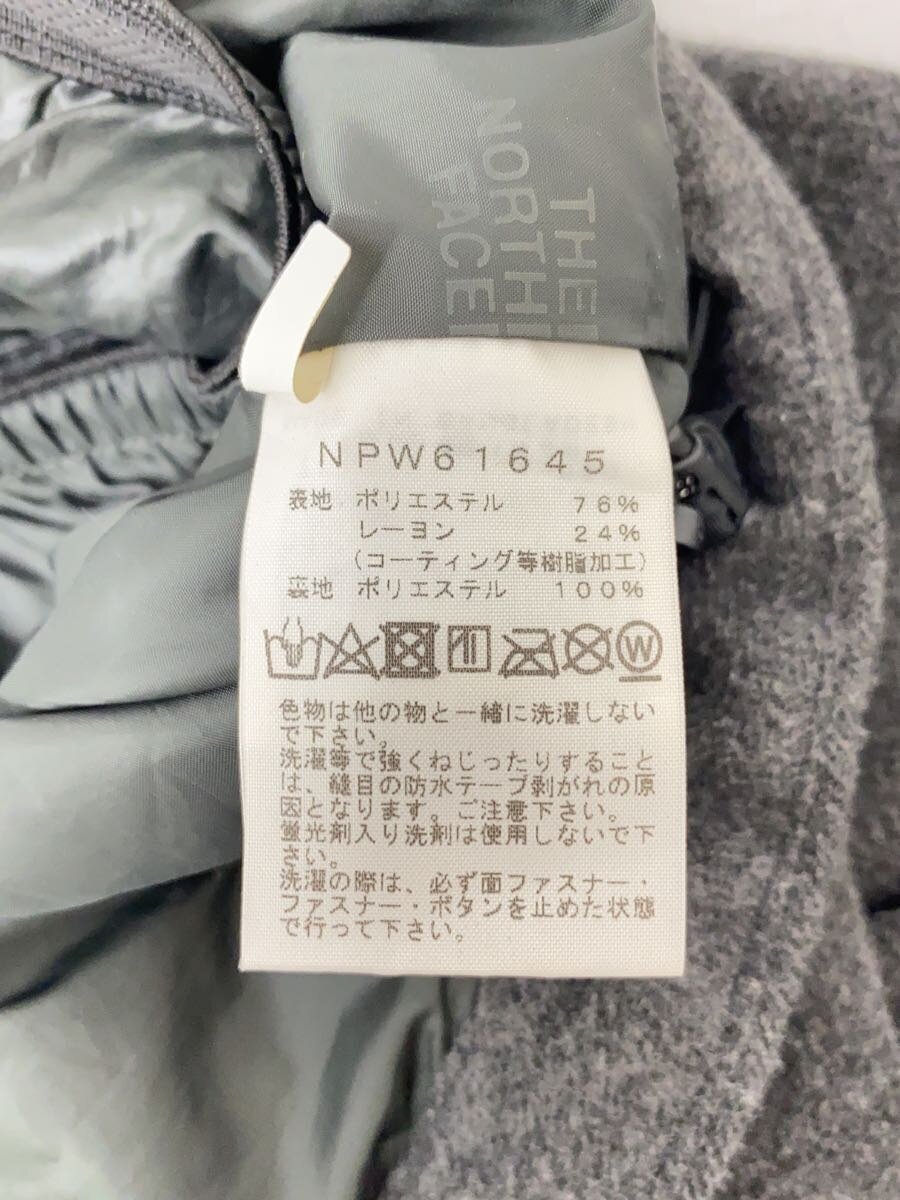 THE
NORTH
FACE
NPW61645
表地 ポリエステル 76%
レーヨン 24%
(コーティング等樹脂加工)
裏地 ポリエステル 100%
W
色物は他の物と一緒に洗濯しない
で下さい。
洗濯等で強くねじったりすること
は、縫目の防水テープ剥がれの原
因となります。ご注意下さい。
蛍光剤入り洗剤は使用しないで下
さい。
洗濯の際は、必ず面ファスナー・
ファスナー・ボタンを止めた状態
で行って下さい。